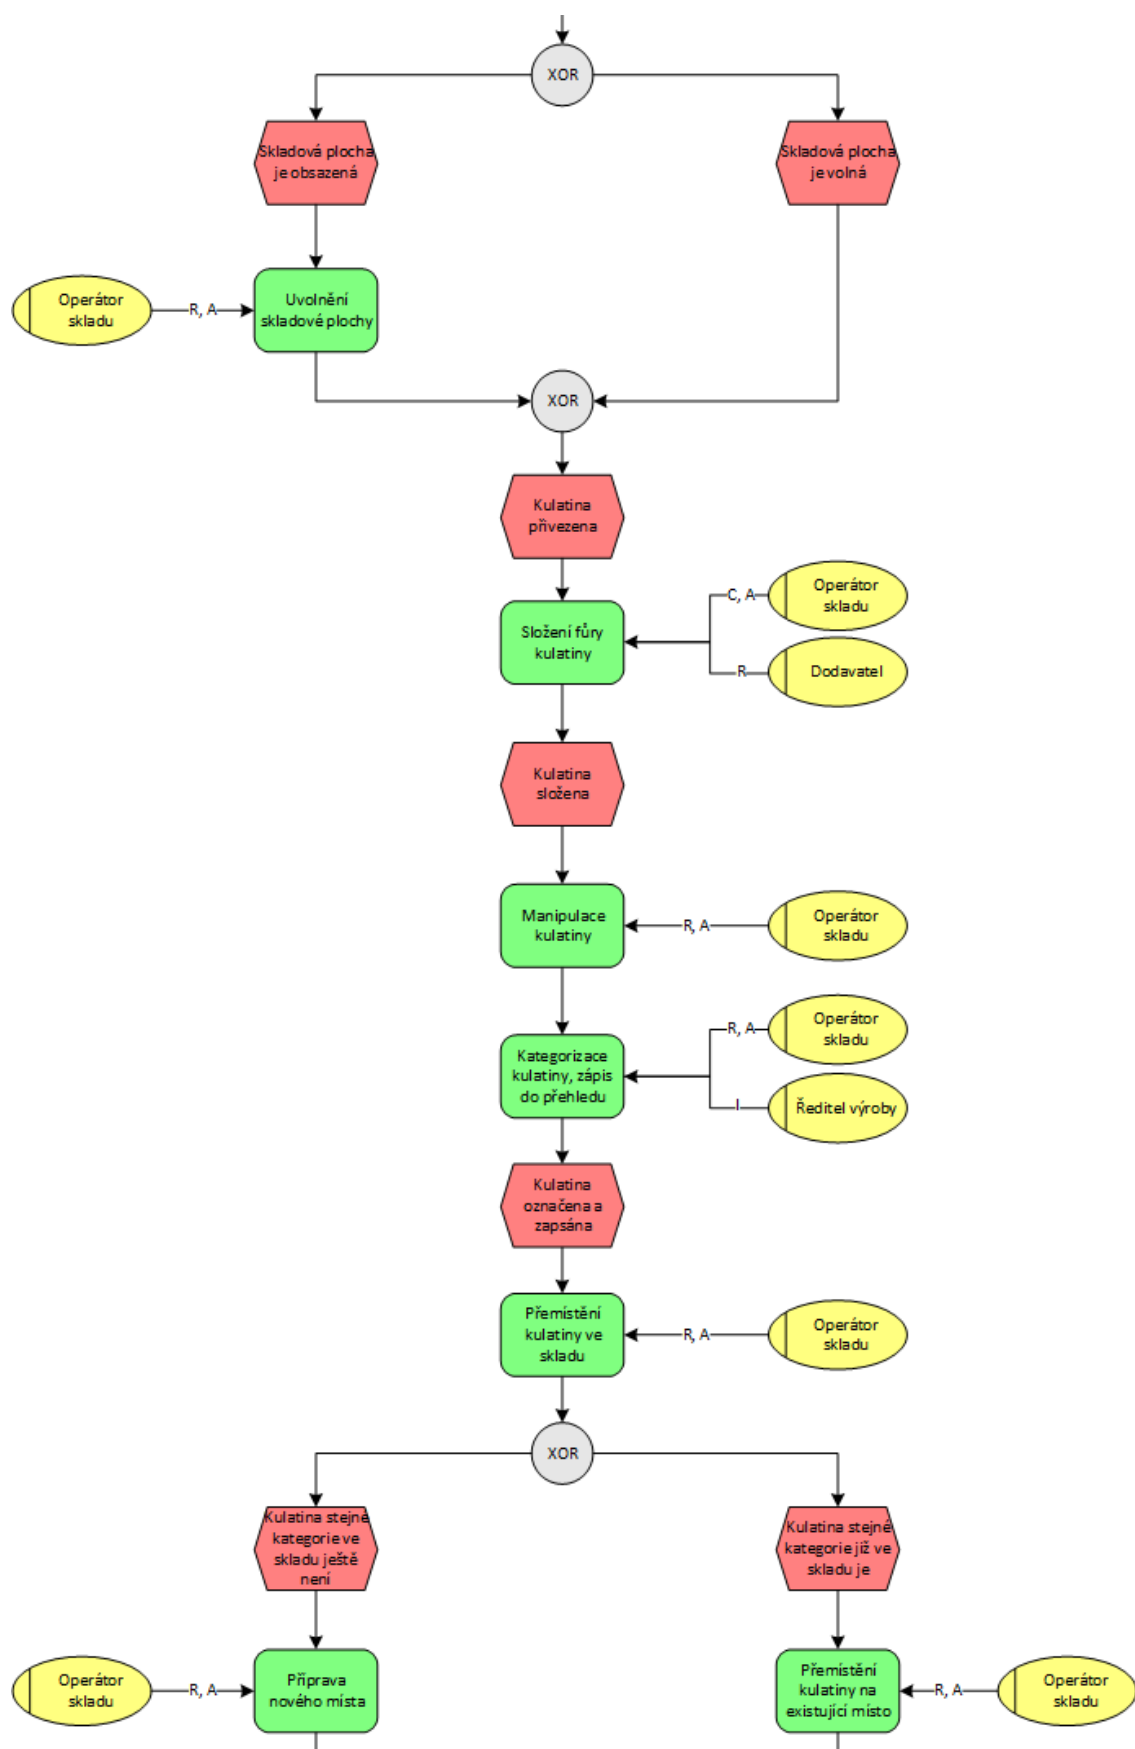 XOR
Skladová plocha
je obsazená
Skladová plocha
je volná
Operátor
skladu
R, A
Uvolnění
skladové plochy
XOR
Kulatina
přivezena
Složení fůry
kulatiny
C, A
Operátor
skladu
R
Dodavatel
Kulatina
složena
Manipulace
kulatiny
R, A
Operátor
skladu
Kategorizace
kulatiny, zápis
do přehledu
R, A
Operátor
skladu
I
Ředitel výroby
Kulatina
označena a
zapsána
Přemístění
kulatiny ve
skladu
R, A
Operátor
skladu
XOR
Kulatina stejné
kategorie ve
skladu ještě
není
Kulatina stejné
kategorie již ve
skladu je
Operátor
skladu
R, A
Příprava
nového místa
Přemístění
kulatiny na
existující místo
R, A
Operátor
skladu